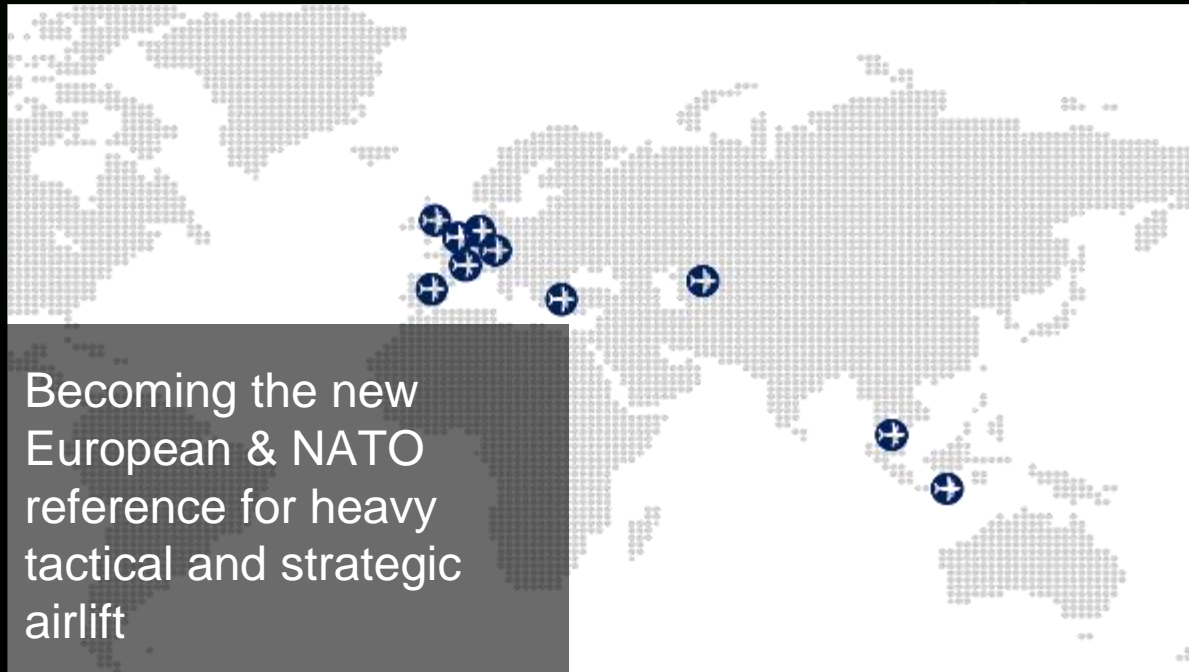 Becoming the new
European & NATO
reference for heavy
tactical and strategic
airlift